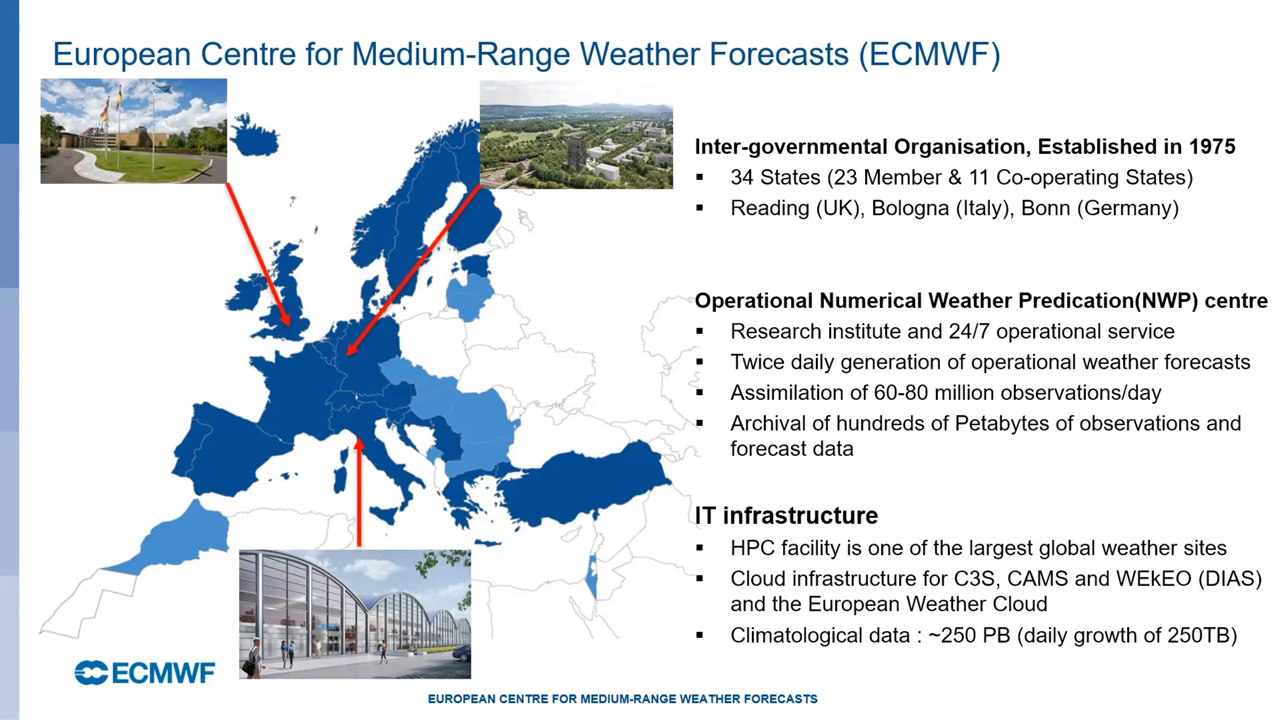 European Centre for Medium-Range Weather Forecasts (ECMWF)
Inter-governmental Organisation, Established in 1975
▪ 34 States (23 Member & 11 Co-operating States)
▪ Reading (UK), Bologna (Italy), Bonn (Germany)
Operational Numerical Weather Predication(NWP) centre
▪ Research institute and 24/7 operational service
▪ Twice daily generation of operational weather forecasts
▪ Assimilation of 60-80 million observations/day
▪ Archival of hundreds of Petabytes of observations and
forecast data
IT infrastructure
▪ HPC facility is one of the largest global weather sites
▪ Cloud infrastructure for C3S, CAMS and WEkEO (DIAS)
and the European Weather Cloud
▪ Climatological data : ~250 PB (daily growth of 250TB)
ECMWF
EUROPEAN CENTRE FOR MEDIUM-RANGE WEATHER FORECASTS